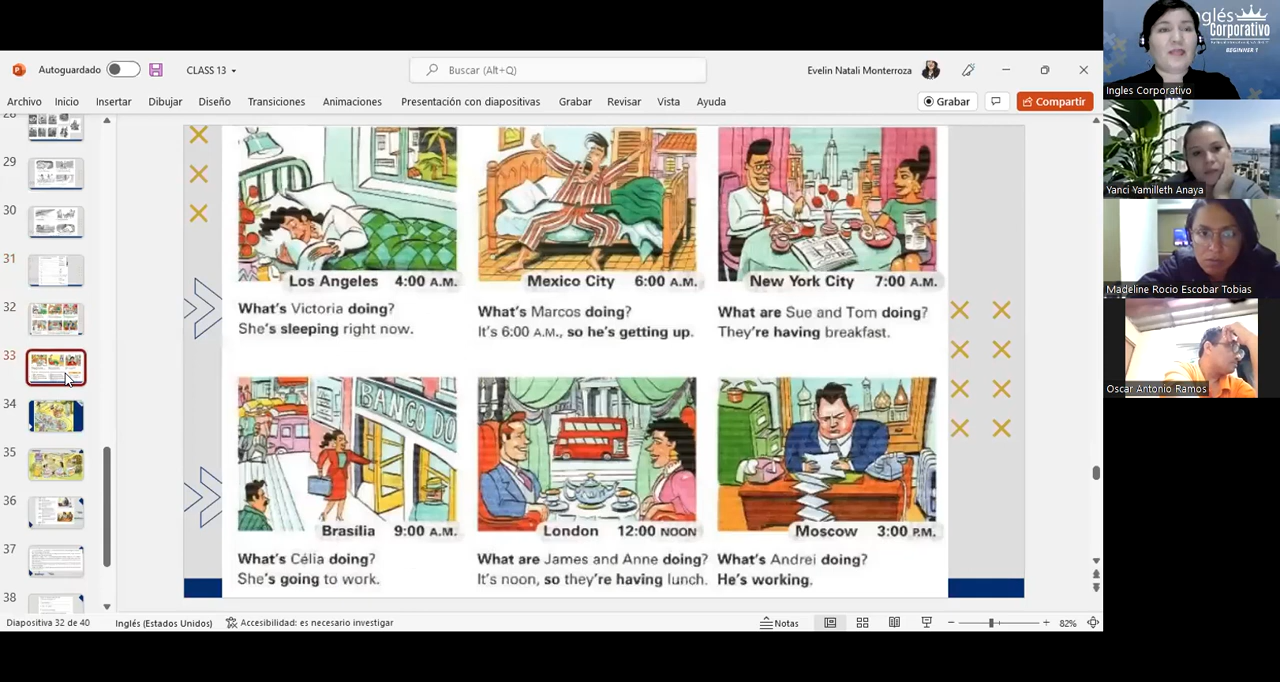 Autoguardado
CLASS 13
Buscar (Alt+Q)
Evelin Natali Monterroza
Archivo Inicio Insertar Dibujar Diseño Transiciones Animaciones Presentación con diapositivas Grabar Revisar Vista Ayuda
Grabar
Compartir
28
29
30
31
32
33
34
35
36
37
38
Los Angeles 4:00 A.M.
What's Victoria doing?
She's sleeping right now.
Mexico City 6:00 A.M.
What's Marcos doing?
It's 6:00 A.M., so he's getting up.
New York City 7:00 A.M.
What are Sue and Tom doing?
They're having breakfast.
BANCO DO
Brasília 9:00 A.M.
What's Célia doing?
She's going to work.
London 12:00 NOON
What are James and Anne doing?
It's noon, so they're having lunch.
Moscow 3:00 P.M.
What's Andrei doing?
He's working.
Diapositiva 32 de 40
Inglés (Estados Unidos)
Accesibilidad: es necesario investigar
Notas
82%
Inglés
Corporativo
BEGINNER 1
Ingles Corporativo
Yanci Yamilleth Anaya
Madeline Rocio Escobar Tobias
Oscar Antonio Ramos